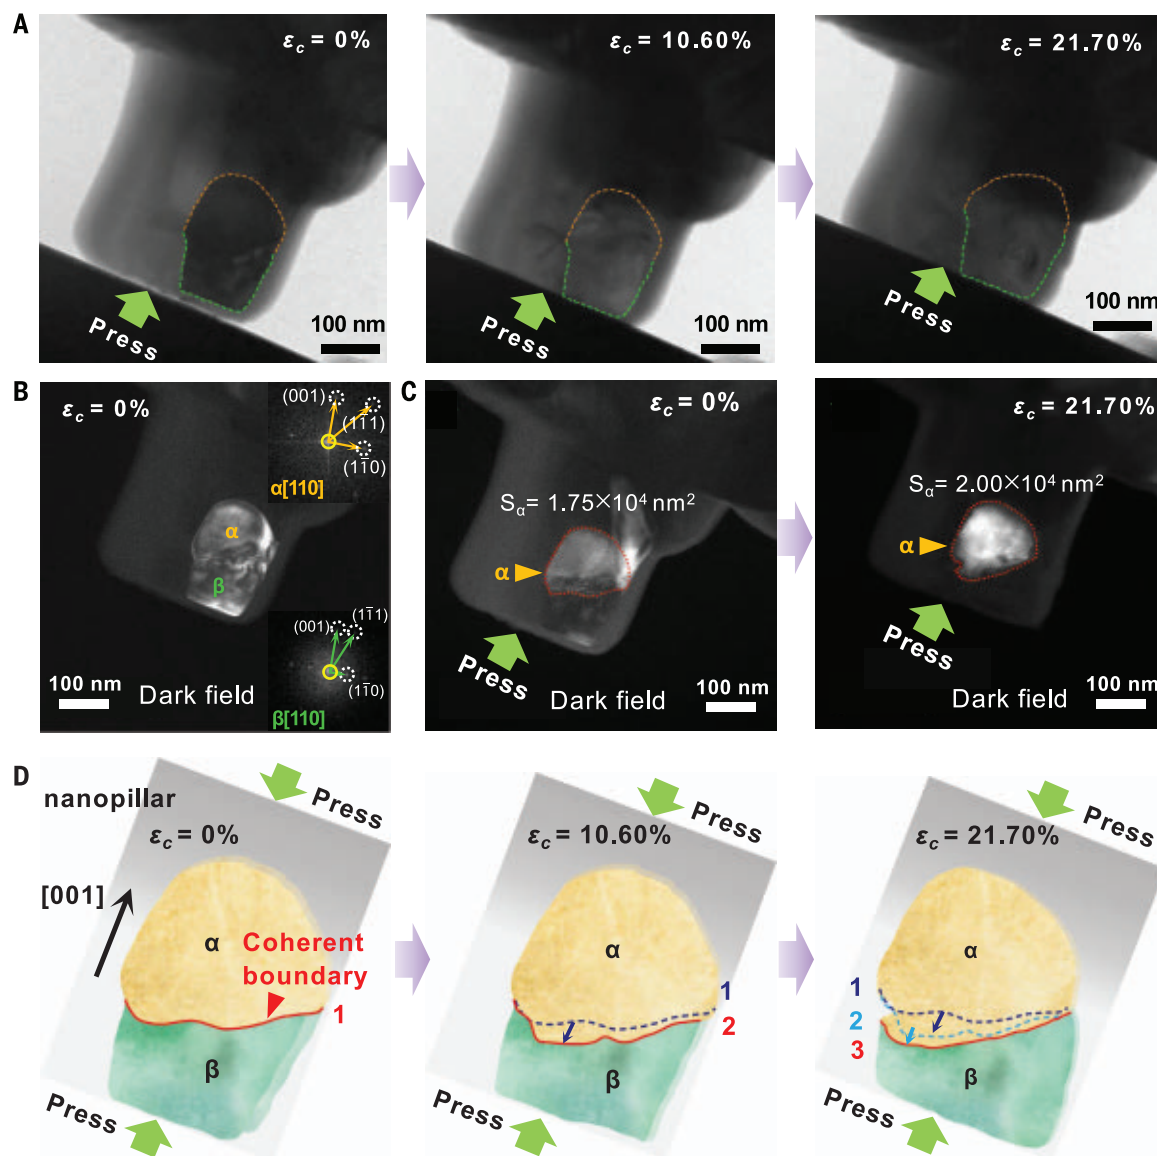 A
εc = 0%
Press
100 nm
εc = 10.60%
Press
100 nm
εc = 21.70%
Press
100 nm
B
εc = 0%
(001)
(1̄11)
(11̄0)
α[110]
α
β
(001)
(11̄1)
(11̄0)
β[110]
100 nm
Dark field
C
εc = 0%
Sα= 1.75×10⁴ nm²
α
Press
Dark field
100 nm
εc = 21.70%
Sα= 2.00×10⁴ nm²
α
Press
Dark field
100 nm
D
nanopillar
Press
εc = 0%
[001]
α
Coherent
boundary
1
β
Press
Press
εc = 10.60%
α
1
2
β
Press
Press
εc = 21.70%
α
1
2
3
β
Press